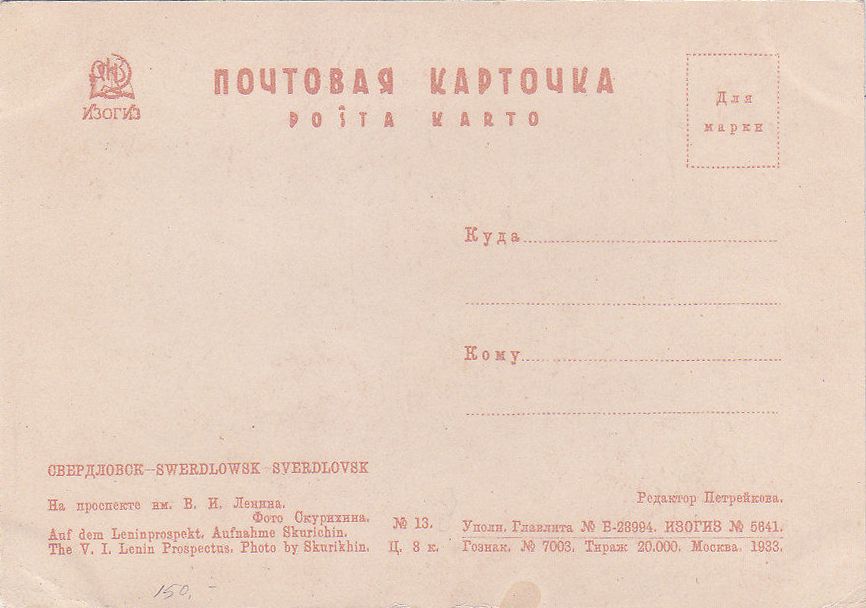 ИЗОГИЗ
ПОЧТОВАЯ КАРТОЧКА
POŜTA KARTO
Для
марки
Куда
Кому
СВЕРДЛОВСК—SWERDLOWSK—SVERDLOVSK
На проспекте им. В. И. Ленина.
Фото Скурихина.
Auf dem Leninprospekt. Aufnahme Skurichin.
The V. I. Lenin Prospectus. Photo by Skurikhin.
№ 13.
Ц. 8 к.
Редактор Петрейкова.
Уполн. Главлита № Б-23994. ИЗОГИЗ № 5641.
Гознак. № 7003. Тираж 20.000. Москва. 1933.
150,-